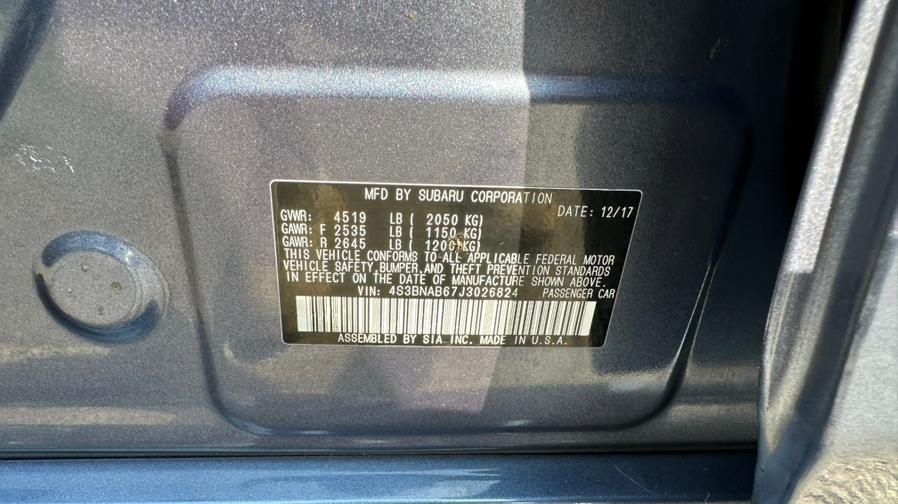 MFD BY SUBARU CORPORATION
GVWR: 4519 LB ( 2050 KG) DATE: 12/17
GAWR: F 2535 LB ( 1150 KG)
GAWR: R 2645 LB ( 1200 KG)
THIS VEHICLE CONFORMS TO ALL APPLICABLE FEDERAL MOTOR
VEHICLE SAFETY, BUMPER, AND THEFT PREVENTION STANDARDS
IN EFFECT ON THE DATE OF MANUFACTURE SHOWN ABOVE.
VIN: 4S3BNAB67J3026824 PASSENGER CAR
ASSEMBLED BY SIA INC. MADE IN U.S.A.